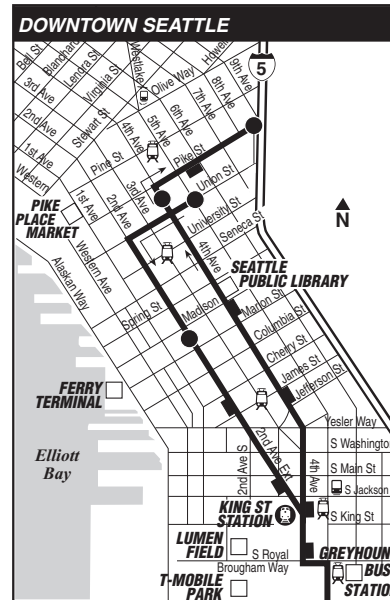 DOWNTOWN SEATTLE
Bell St
Blanchard
Lenora St
Virginia St
Westlake
Olive Way
Howell
9th Ave
8th Ave
7th Ave
6th Ave
5th Ave
4th Ave
5
3rd Ave
2nd Ave
1st Ave
Western
Stewart St
Pine St
Pike St
Union St
PIKE
PLACE
MARKET
1st Ave
2nd Ave
3rd Ave
University St
Seneca St
N
Alaskan Way
Western Ave
4th Ave
SEATTLE
PUBLIC LIBRARY
Spring St
Madison
Marion St
Columbia St
Cherry St
James St
Jefferson St
FERRY
TERMINAL
Yesler Way
Elliott
Bay
2nd Ave S
2nd Ave Ext
4th Ave
S Washington
S Main St
S Jackson
S King St
KING ST
STATION
LUMEN
FIELD
S Royal
Brougham Way
GREYHOUN
BUS
STATIO
T-MOBILE
PARK